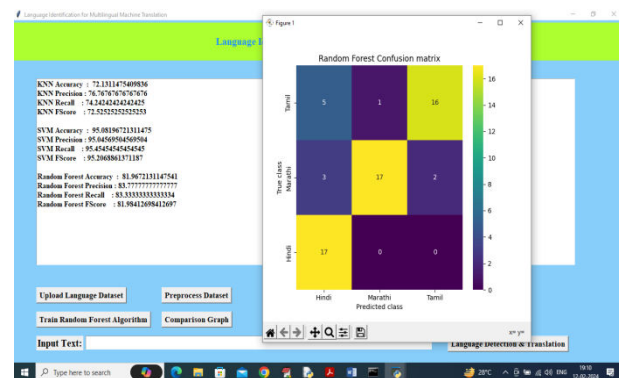 Language Identification for Multilingual Machine Translation
Figure 1
Language I
KNN Accuracy : 72.1311475409836
KNN Precision : 76.76767676767676
KNN Recall : 74.24242424242425
KNN FScore : 72.52525252525253
SVM Accuracy : 95.08196721311475
SVM Precision : 95.04569504569504
SVM Recall : 95.45454545454545
SVM FScore : 95.2068861371187
Random Forest Accuracy : 81.9672131147541
Random Forest Precision : 83.77777777777777
Random Forest Recall : 83.33333333333334
Random Forest FScore : 81.98412698412697
Random Forest Confusion matrix
Tamil 5 1 16
Marathi 3 17 2
Hindi 17 0 0
True class
Hindi Marathi Tamil
Predicted class
16
14
12
10
8
6
4
2
0
x= y=
Upload Language Dataset Preprocess Dataset
Train Random Forest Algorithm Comparison Graph
Input Text: Language Detection & Translation
Type here to search
28°C ENG 19:10
12-02-2024